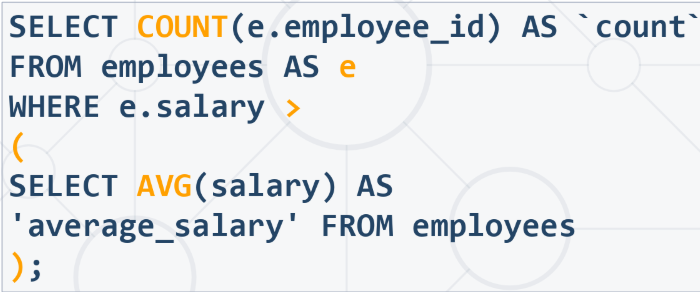 SELECT COUNT(e.employee_id) AS `count`
FROM employees AS e
WHERE e.salary >
(
SELECT AVG(salary) AS
'average_salary' FROM employees
);